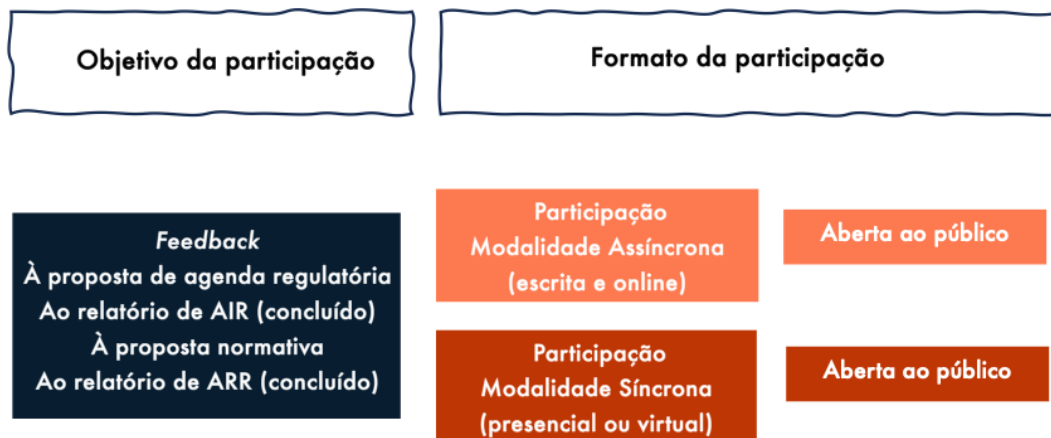 Objetivo da participação
Formato da participação
Feedback
À proposta de agenda regulatória
Ao relatório de AIR (concluído)
À proposta normativa
Ao relatório de ARR (concluído)
Participação
Modalidade Assíncrona
(escrita e online)
Aberta ao público
Participação
Modalidade Síncrona
(presencial ou virtual)
Aberta ao público